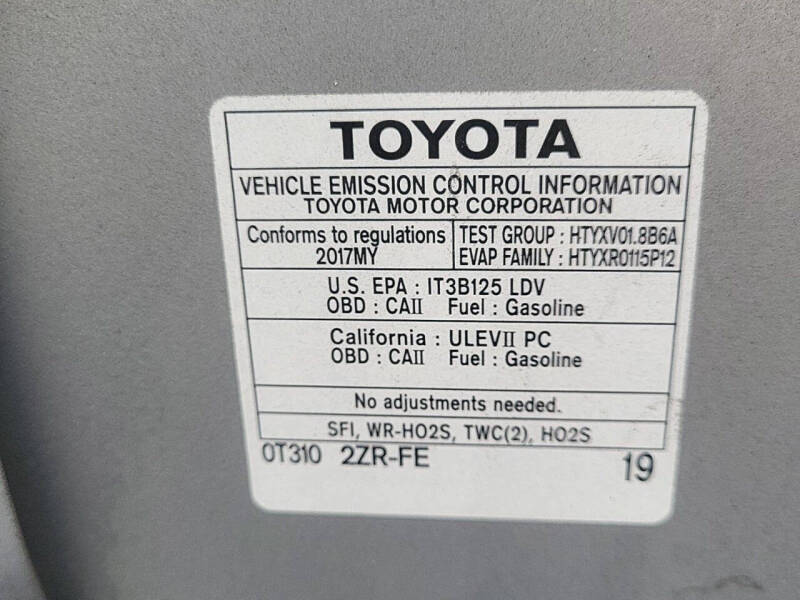 TOYOTA
VEHICLE EMISSION CONTROL INFORMATION
TOYOTA MOTOR CORPORATION
Conforms to regulations
2017MY
TEST GROUP : HTYXV01.8B6A
EVAP FAMILY : HTYXR0115P12
U.S. EPA : IT3B125 LDV
OBD : CAII Fuel : Gasoline
California : ULEVII PC
OBD : CAII Fuel : Gasoline
No adjustments needed.
SFI, WR-HO2S, TWC(2), HO2S
0T310 2ZR-FE 19